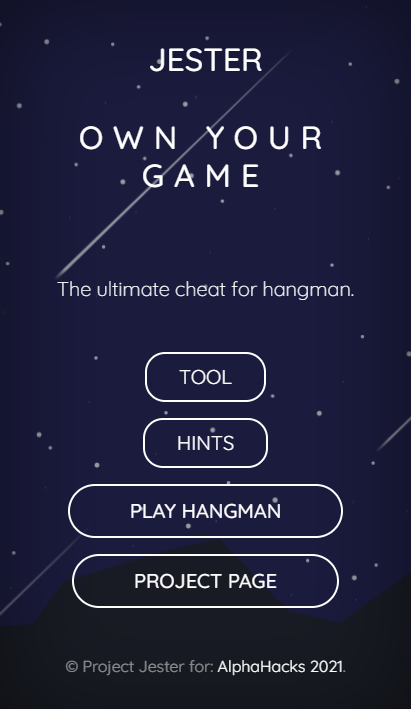 JESTER
OWN YOUR
GAME
The ultimate cheat for hangman.
TOOL
HINTS
PLAY HANGMAN
PROJECT PAGE
© Project Jester for: AlphaHacks 2021.